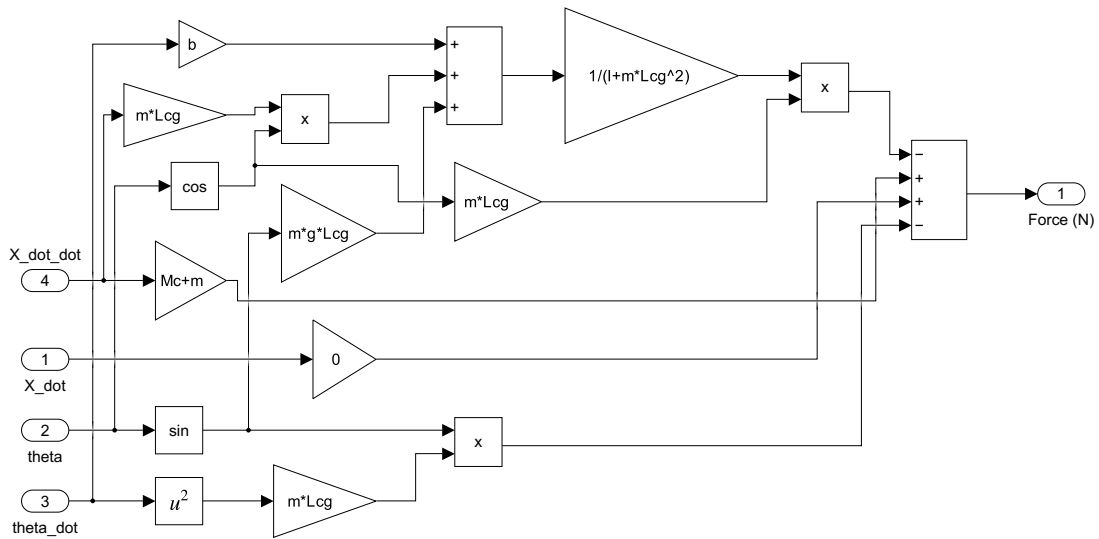 b
+
+
+
1/(I+m*Lcg^2)
x
m*Lcg
x
cos
m*g*Lcg
m*Lcg
−
+
+
−
1
Force (N)
X_dot_dot
4
Mc+m
1
X_dot
0
2
theta
sin
x
3
theta_dot
u²
m*Lcg